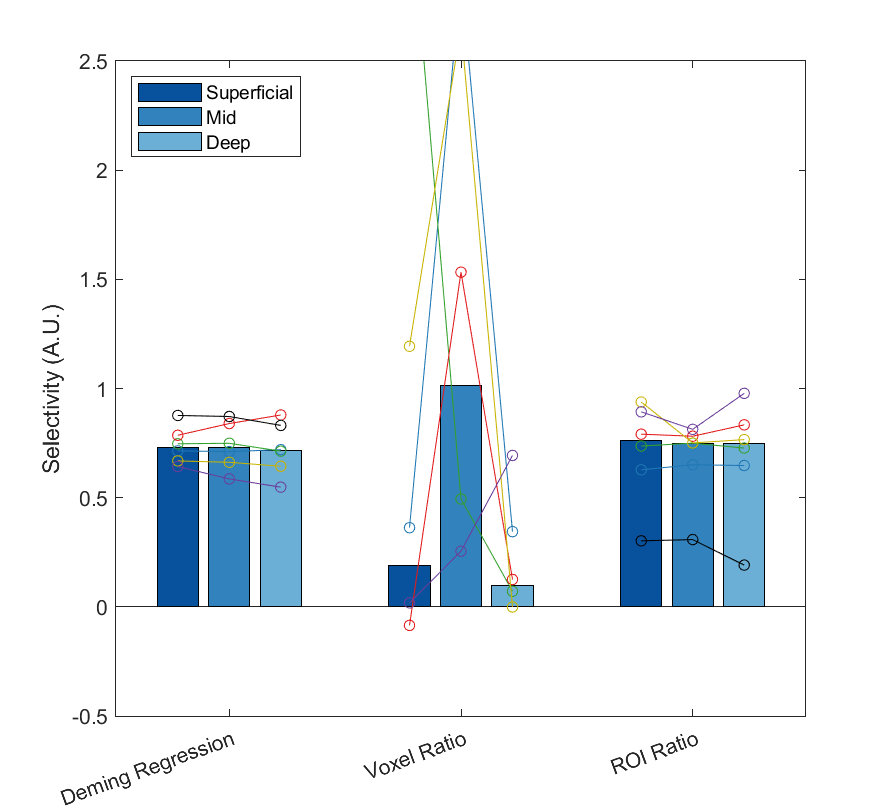 2.5
2
1.5
1
0.5
0
-0.5
Selectivity (A.U.)
Superficial
Mid
Deep
Deming Regression
Voxel Ratio
ROI Ratio